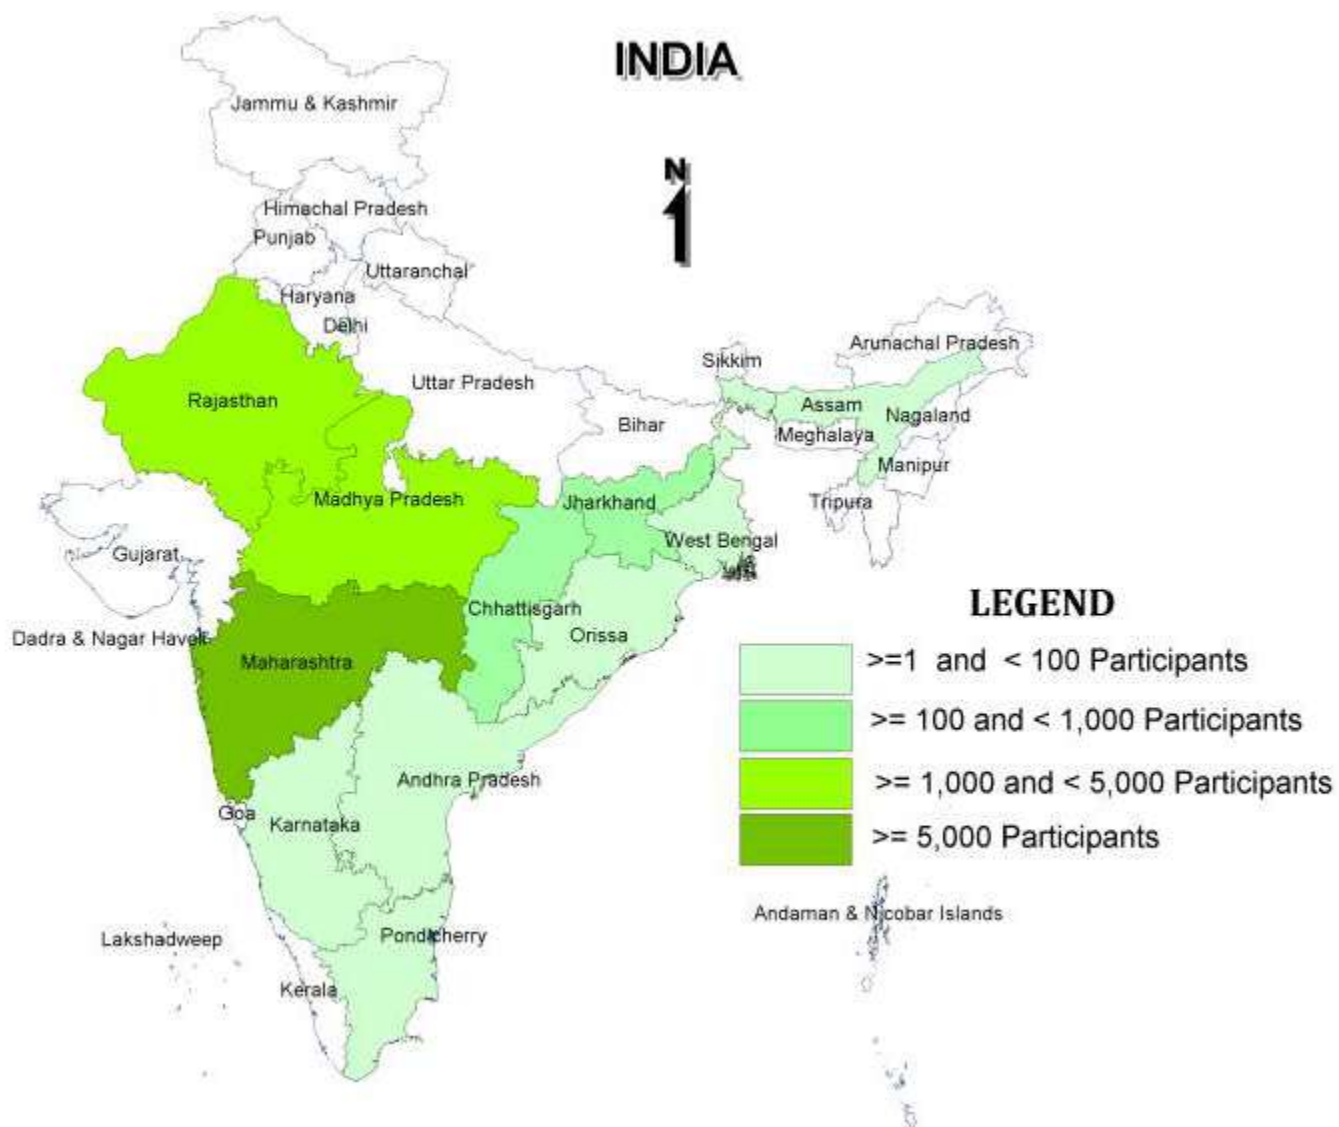 INDIA
N
Jammu & Kashmir
Himachal Pradesh
Punjab
Uttaranchal
Haryana
Delhi
Rajasthan
Uttar Pradesh
Sikkim
Arunachal Pradesh
Assam
Nagaland
Bihar
Meghalaya
Manipur
Tripura
Madhya Pradesh
Jharkhand
West Bengal
Gujarat
Chhattisgarh
Orissa
Dadra & Nagar Haveli
Maharashtra
Andhra Pradesh
Goa
Karnataka
Pondicherry
Lakshadweep
Kerala
Andaman & Nicobar Islands
LEGEND
>=1 and < 100 Participants
>= 100 and < 1,000 Participants
>= 1,000 and < 5,000 Participants
>= 5,000 Participants